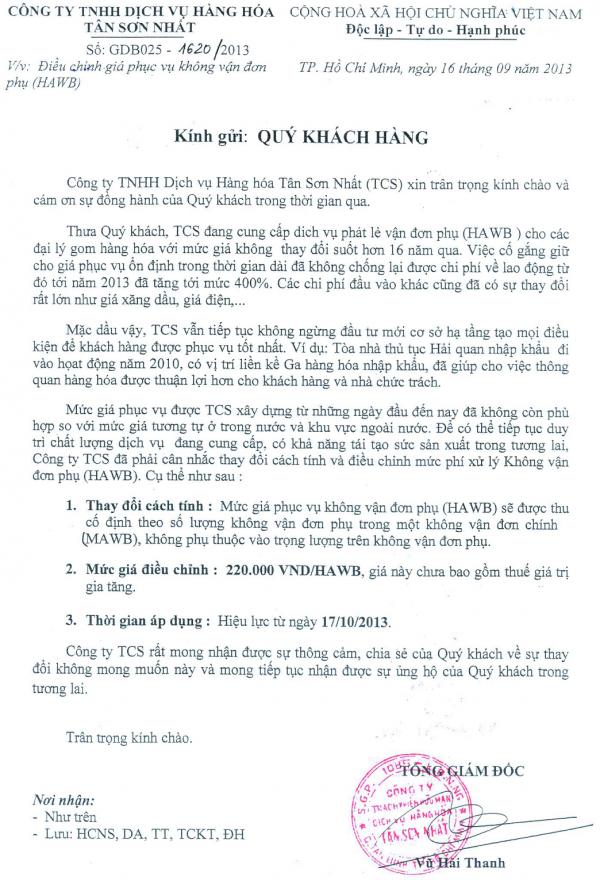 CÔNG TY TNHH DỊCH VỤ HÀNG HÓA
TÂN SƠN NHẤT
Số: GDB025 - 1620/2013
V/v: Điều chỉnh giá phục vụ không vận đơn
phụ (HAWB)
CỘNG HOÀ XÃ HỘI CHỦ NGHĨA VIỆT NAM
Độc lập - Tự do - Hạnh phúc
TP. Hồ Chí Minh, ngày 16 tháng 09 năm 2013
Kính gửi: QUÝ KHÁCH HÀNG
Công ty TNHH Dịch vụ Hàng hóa Tân Sơn Nhất (TCS) xin trân trọng kính chào và
cám ơn sự đồng hành của Quý khách trong thời gian qua.
Thưa Quý khách, TCS đang cung cấp dich vụ phát lẻ vận đơn phụ (HAWB ) cho các
đại lý gom hàng hóa với mức giá không thay đổi suốt hơn 16 năm qua. Việc cố gắng giữ
cho giá phục vụ ổn định trong thời gian dài đã không chống lại được chi phí về lao động từ
đó tới năm 2013 đã tăng tới mức 400%. Các chi phí đầu vào khác cũng đã có sự thay đổi
rất lớn như giá xăng dầu, giá điện,...
Mặc dầu vậy, TCS vẫn tiếp tục không ngừng đầu tư mới cơ sở hạ tầng tạo mọi điều
kiện để khách hàng được phục vụ tốt nhất. Ví dụ: Tòa nhà thủ tục Hải quan nhập khẩu đi
vào họat động năm 2010, có vị trí liền kề Ga hàng hóa nhập khẩu, đã giúp cho việc thông
quan hàng hóa được thuận lợi hơn cho khách hàng và nhà chức trách.
Mức giá phục vụ được TCS xây dựng từ những ngày đầu đến nay đã không còn phù
hợp so với mức giá tương tự ở trong nước và khu vực ngoài nước. Để có thể tiếp tục duy
trì chất lượng dịch vụ đang cung cấp, có khả năng tái tạo sức sản xuất trong tương lai,
Công ty TCS đã phải cân nhắc thay đổi cách tính và điều chỉnh mức phí xử lý Không vận
đơn phụ (HAWB). Cụ thể như sau :
1. Thay đổi cách tính : Mức giá phục vụ không vận đơn phụ (HAWB) sẽ được thu
cố định theo số lượng không vận đơn phụ trong một không vận đơn chính
(MAWB), không phụ thuộc vào trọng lượng trên không vận đơn phụ.
2. Mức giá điều chỉnh : 220.000 VND/HAWB, giá này chưa bao gồm thuế giá trị
gia tăng.
3. Thời gian áp dụng : Hiệu lực từ ngày 17/10/2013.
Công ty TCS rất mong nhận được sự thông cảm, chia sẻ của Quý khách về sự thay
đổi không mong muốn này và mong tiếp tục nhận được sự ủng hộ của Quý khách trong
tương lai.
Trân trọng kính chào.
TỔNG GIÁM ĐỐC
CÔNG TY
TRÁCH NHIỆM HỮU HẠN
DỊCH VỤ HÀNG HÓA
TÂN SƠN NHẤT
Vũ Hải Thanh
Nơi nhận:
- Như trên
- Lưu: HCNS, DA, TT, TCKT, ĐH